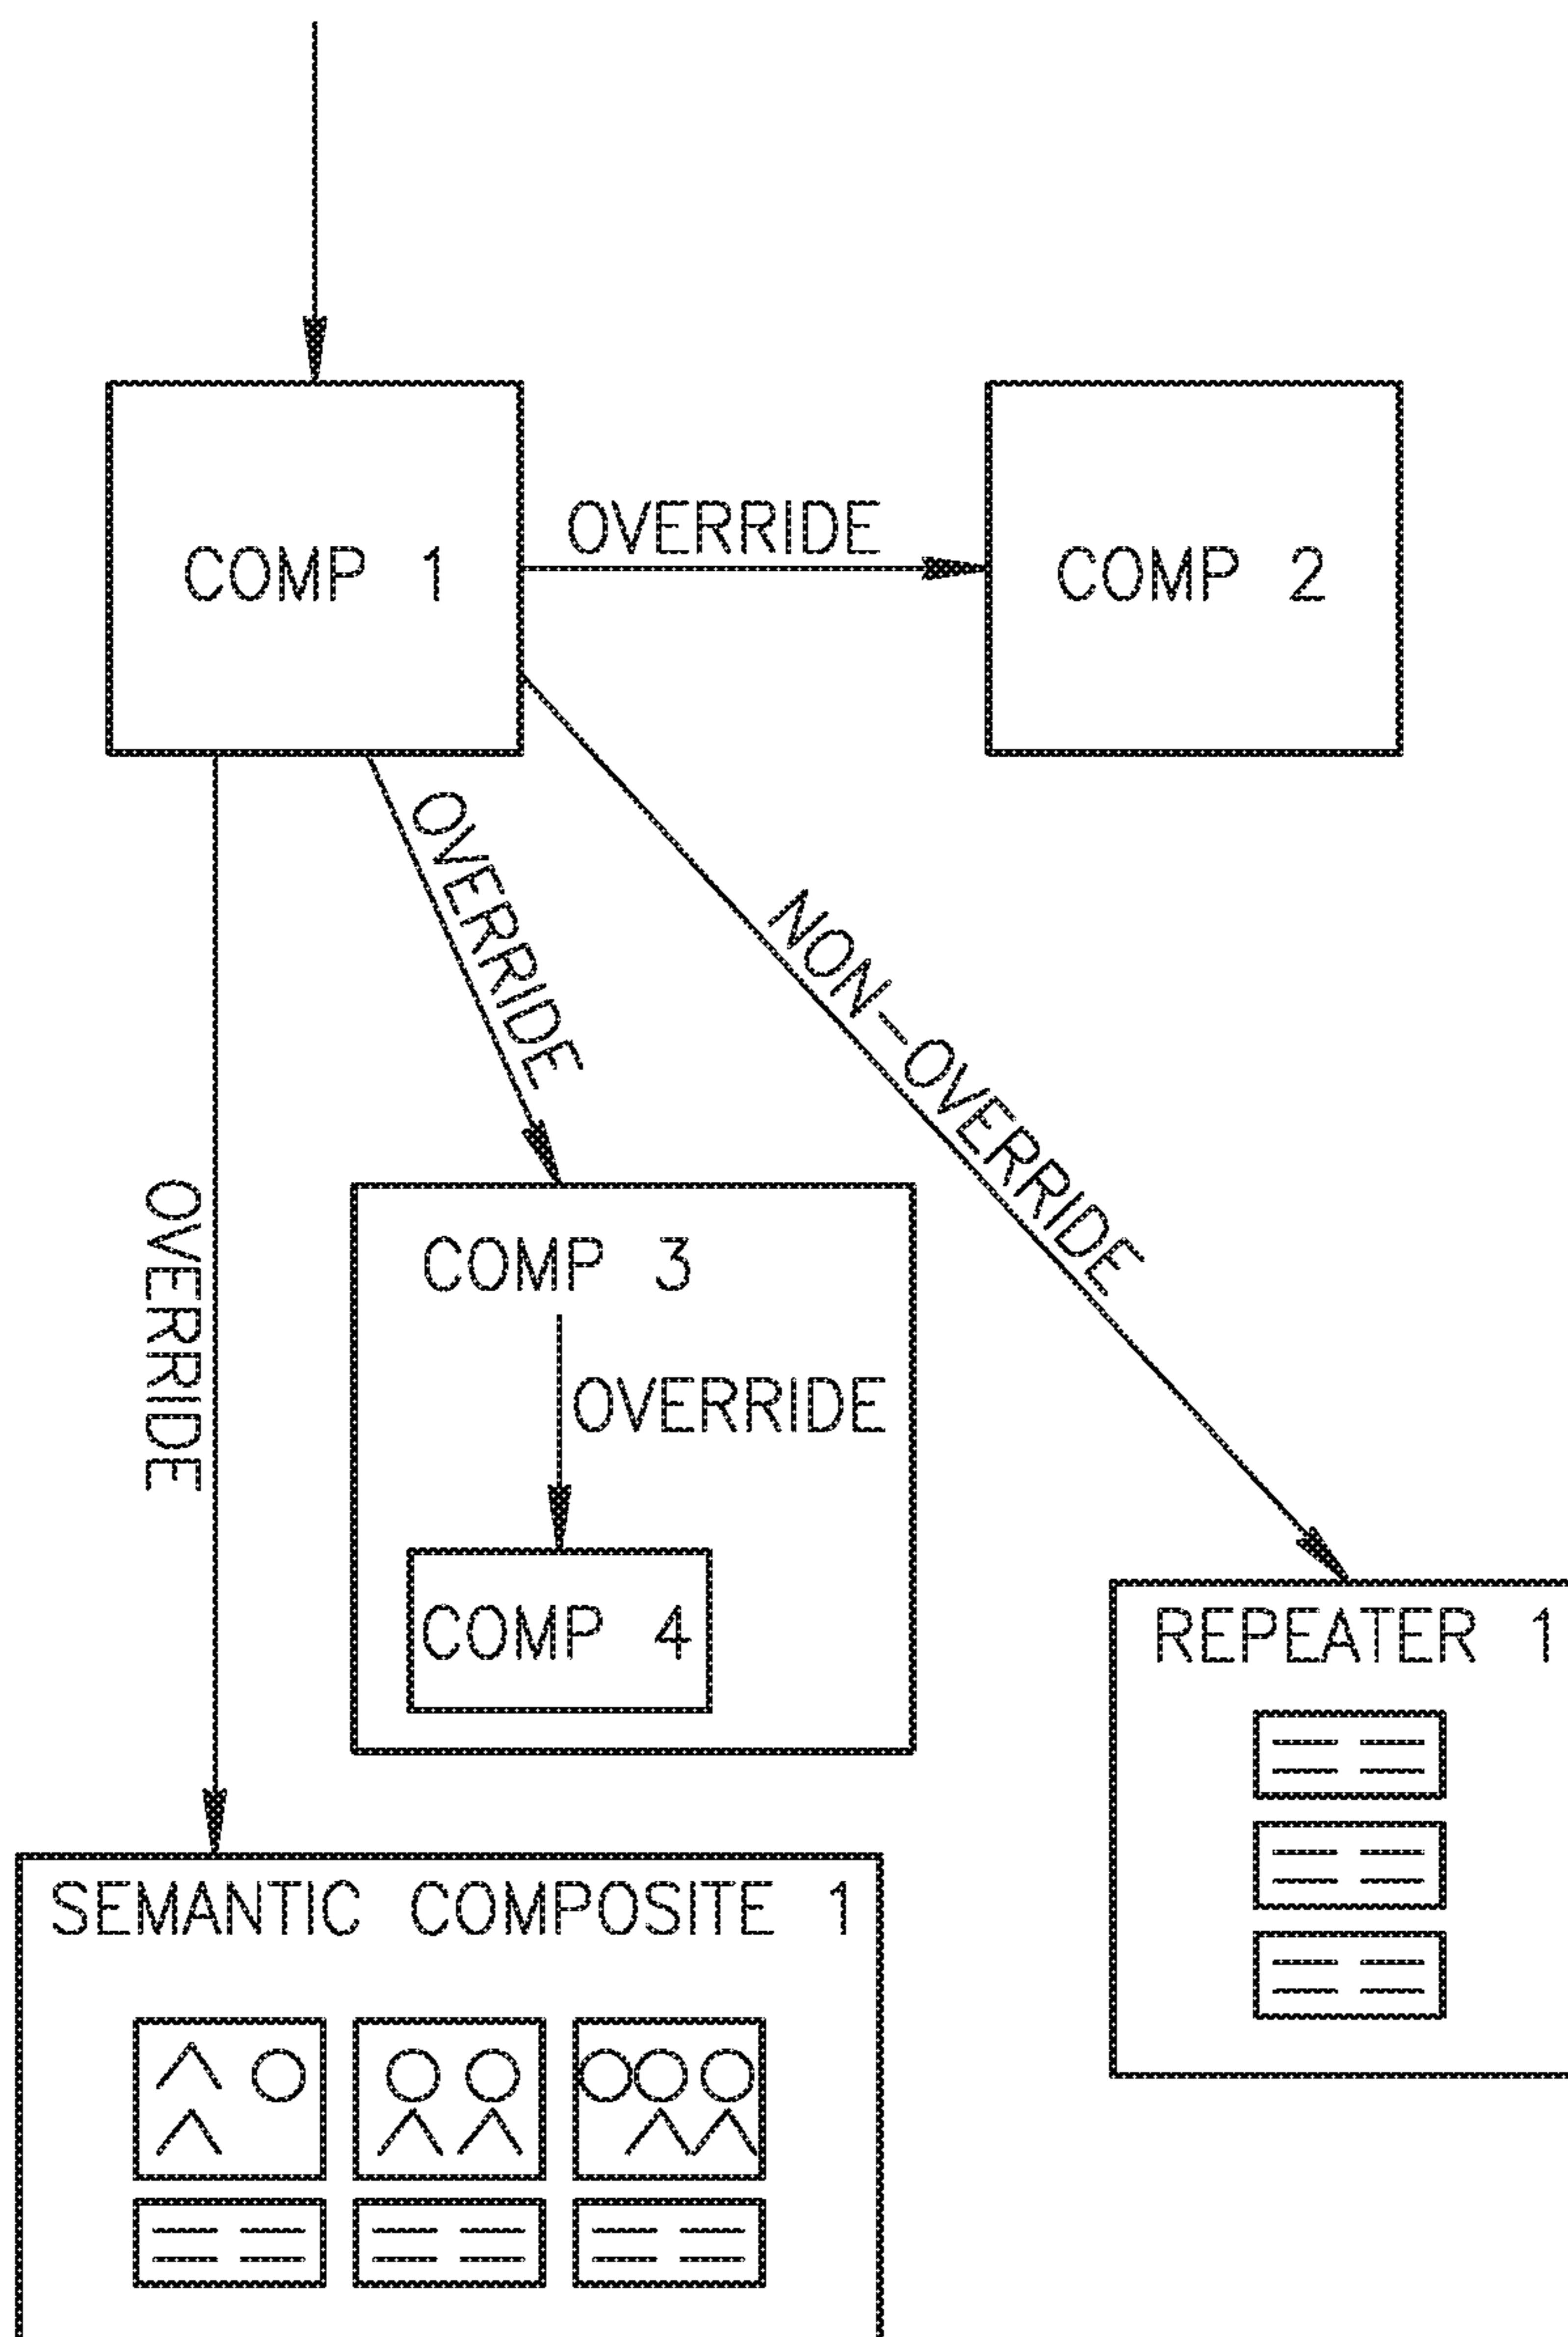 COMP 1
OVERRIDE
COMP 2
OVERRIDE
NON-OVERRIDE
OVERRIDE
COMP 3
OVERRIDE
COMP 4
REPEATER 1
SEMANTIC COMPOSITE 1